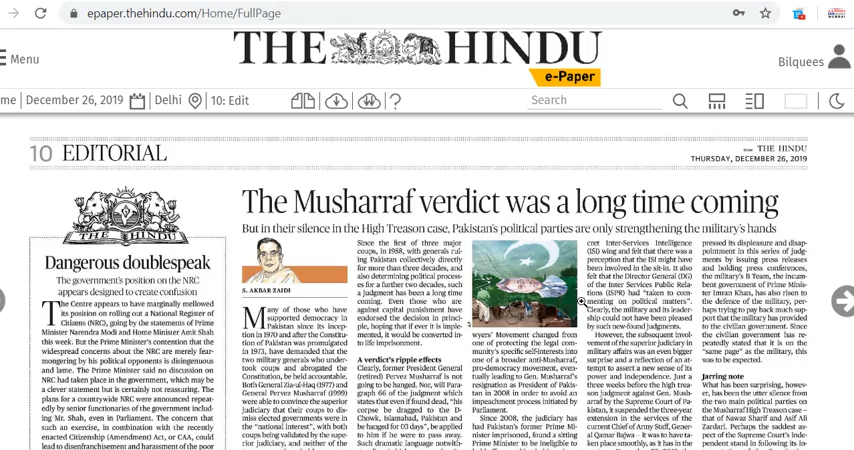 epaper.thehindu.com/Home/FullPage
Menu
THE HINDU
e-Paper
Bilquees
me
December 26, 2019
Delhi
10: Edit
Search
10 EDITORIAL
THE HINDU
THURSDAY, DECEMBER 26, 2019
THE HINDU
Dangerous doublespeak
The government's position on the NRC
appears designed to create confusion
The Centre appears to have marginally mellowed
its position on rolling out a National Register of
Citizens (NRC), going by the statements of Prime
Minister Narendra Modi and Home Minister Amit Shah
this week. But the Prime Minister's contention that the
widespread concerns about the NRC are merely fear-
mongering by his political opponents is disingenuous
and lame. The Prime Minister said no discussion on
NRC had taken place in the government, which may be
a clever statement but is certainly not reassuring. The
plans for a countrywide NRC were announced repeat-
edly by senior functionaries of the government includ-
ing Mr. Shah, even in Parliament. The concern that
such an exercise, in combination with the recently
enacted Citizenship (Amendment) Act, or CAA, could
lead to disenfranchisement and harassment of the poor
The Musharraf verdict was a long time coming
But in their silence in the High Treason case, Pakistan's political parties are only strengthening the military's hands
S. AKBAR ZAIDI
Many of those who have
supported democracy in
Pakistan since its incep-
tion in 1970 and after the Constitu-
tion of Pakistan was promulgated
in 1973, have demanded that the
two military generals who under-
took coups and abrogated the
Constitution, be held accountable.
Both General Zia-ul-Haq (1977) and
General Pervez Musharraf (1999)
were able to convince the superior
judiciary that their coups to dis-
miss elected governments were in
the "national interest", with both
coups being validated by the supe-
rior judiciary, and neither of the
Since the first of three major
coups, in 1958, with generals rul-
ing Pakistan collectively directly
for more than three decades, and
also determining political process-
es for a further two decades, such
a judgment has been a long time
coming. Even those who are
against capital punishment have
endorsed the decision in princi-
ple, hoping that if ever it is imple-
mented, it would be converted in-
to life imprisonment.
A verdict's ripple effects
Clearly, former President General
(retired) Pervez Musharraf is not
going to be hanged. Nor, will Para-
graph 66 of the judgment which
states that even if found dead, "his
corpse be dragged to the D-
Chowk, Islamabad, Pakistan and
be hanged for 03 days", be applied
to him if he were to pass away.
Such dramatic language notwith-
wyers' Movement changed from
one of protecting the legal com-
munity's specific self-interests into
one of a broader anti-Musharraf,
pro-democracy movement, even-
tually leading to Gen. Musharraf's
resignation as President of Pakis-
tan in 2008 in order to avoid an
impeachment process initiated by
Parliament.
Since 2008, the judiciary has
had Pakistan's former Prime Mi-
nister imprisoned, found a sitting
Prime Minister to be ineligible to
cret Inter-Services Intelligence
(ISI) wing and felt that there was a
perception that the ISI might have
been involved in the sit-in. It also
felt that the Director General (DG)
of the Inter Services Public Rela-
tions (ISPR) had "taken to com-
menting on political matters".
Clearly, the military and its leader-
ship could not have been pleased
by such new-found judgments.
However, the subsequent involve-
ment of the superior judiciary in
military affairs was an even bigger
surprise and a reflection of an at-
tempt to assert a new sense of its
power and independence. Just a
three weeks before the high trea-
son judgment against Gen. Mush-
arraf by the Supreme Court of Pa-
kistan, it suspended the three-year
extension in the services of the
current Chief of Army Staff, Gener-
al Qamar Bajwa — it was to have ta-
ken place smoothly, as it has in the
pressed its displeasure and disap-
pointment in this series of judg-
ments by issuing press releases
and holding press conferences,
the military's B Team, the incum-
bent government of Prime Minis-
ter Imran Khan, has also risen to
the defence of the military, per-
haps trying to pay back much sup-
port that the military has provided
to the civilian government. Since
the civilian government has re-
peatedly stated that it is on the
"same page" as the military, this
was to be expected.
Jarring note
What has been surprising, howev-
er, has been the utter silence from
the two main political parties on
the Musharraf High Treason case —
that of Nawaz Sharif and Asif Ali
Zardari. Perhaps the saddest as-
pect of the Supreme Court's inde-
pendent stand in following its in-